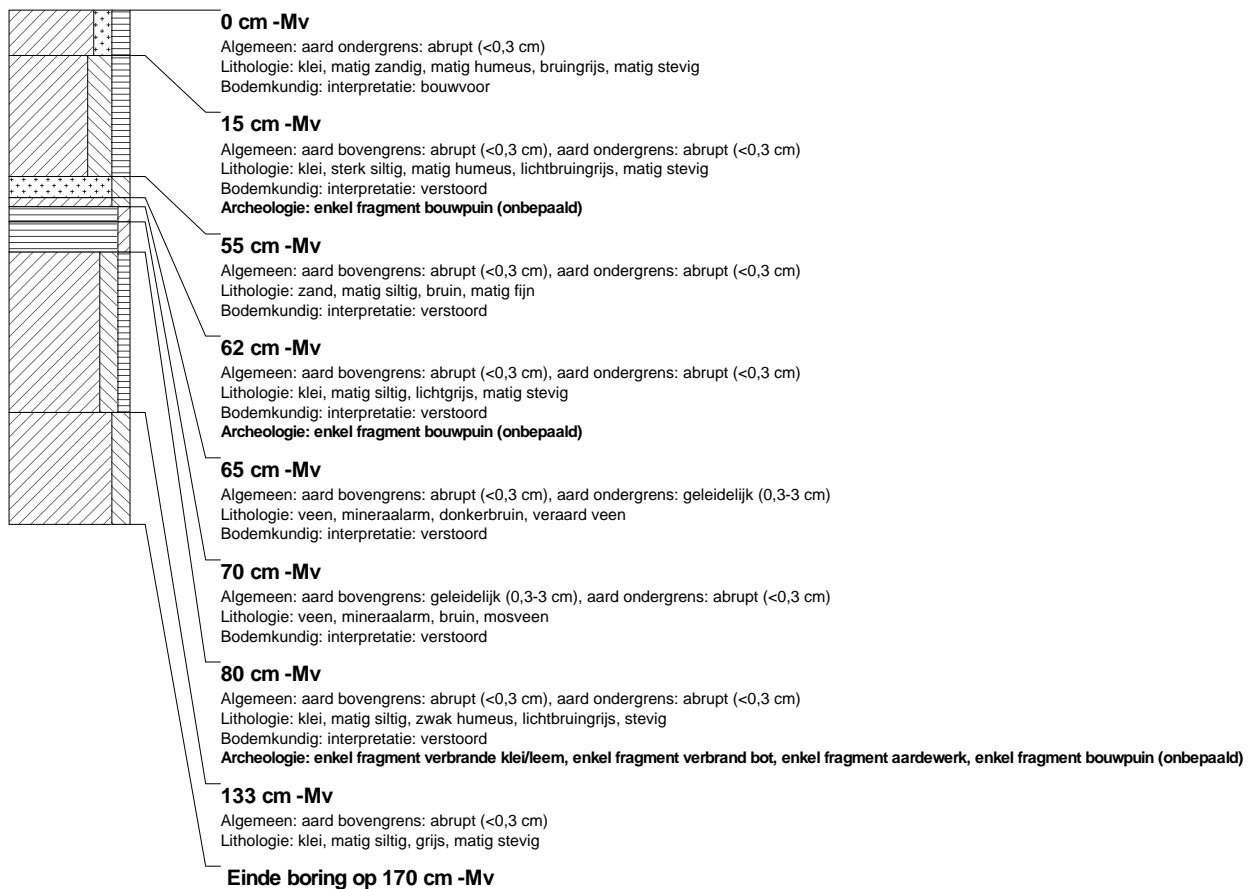 0 cm -Mv
Algemeen: aard ondergrens: abrupt (<0,3 cm)
Lithologie: klei, matig zandig, matig humeus, bruingrijs, matig stevig
Bodemkundig: interpretatie: bouwvoor
15 cm -Mv
Algemeen: aard bovengrens: abrupt (<0,3 cm), aard ondergrens: abrupt (<0,3 cm)
Lithologie: klei, sterk siltig, matig humeus, lichtbruingrijs, matig stevig
Bodemkundig: interpretatie: verstoord
Archeologie: enkel fragment bouwpuin (onbepaald)
55 cm -Mv
Algemeen: aard bovengrens: abrupt (<0,3 cm), aard ondergrens: abrupt (<0,3 cm)
Lithologie: zand, matig siltig, bruin, matig fijn
Bodemkundig: interpretatie: verstoord
62 cm -Mv
Algemeen: aard bovengrens: abrupt (<0,3 cm), aard ondergrens: abrupt (<0,3 cm)
Lithologie: klei, matig siltig, lichtgrijs, matig stevig
Bodemkundig: interpretatie: verstoord
Archeologie: enkel fragment bouwpuin (onbepaald)
65 cm -Mv
Algemeen: aard bovengrens: abrupt (<0,3 cm), aard ondergrens: geleidelijk (0,3-3 cm)
Lithologie: veen, mineraalarm, donkerbruin, veraard veen
Bodemkundig: interpretatie: verstoord
70 cm -Mv
Algemeen: aard bovengrens: geleidelijk (0,3-3 cm), aard ondergrens: abrupt (<0,3 cm)
Lithologie: veen, mineraalarm, bruin, mosveen
Bodemkundig: interpretatie: verstoord
80 cm -Mv
Algemeen: aard bovengrens: abrupt (<0,3 cm), aard ondergrens: abrupt (<0,3 cm)
Lithologie: klei, matig siltig, zwak humeus, lichtbruingrijs, stevig
Bodemkundig: interpretatie: verstoord
Archeologie: enkel fragment verbrande klei/leem, enkel fragment verbrand bot, enkel fragment aardewerk, enkel fragment bouwpuin (onbepaald)
133 cm -Mv
Algemeen: aard bovengrens: abrupt (<0,3 cm)
Lithologie: klei, matig siltig, grijs, matig stevig
Einde boring op 170 cm -Mv